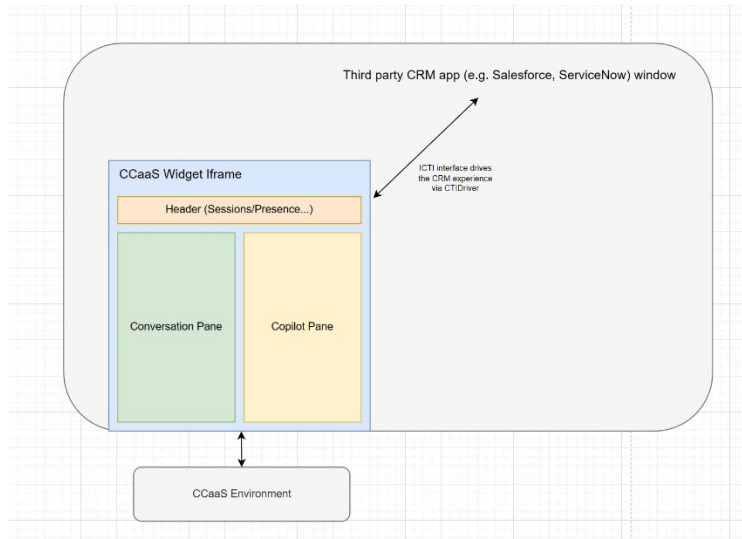 Third party CRM app (e.g. Salesforce, ServiceNow) window
ICTI interface drives
the CRM experience
via CTIDriver
CCaaS Widget Iframe
Header (Sessions/Presence...)
Conversation Pane
Copilot Pane
CCaaS Environment